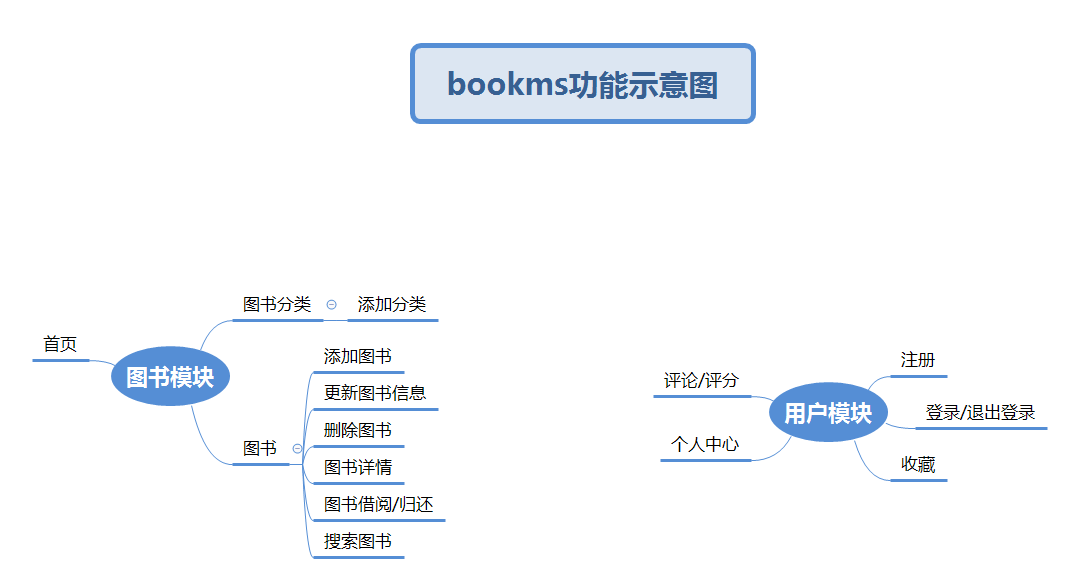 bookms功能示意图
首页
图书模块
图书分类
添加分类
图书
添加图书
更新图书信息
删除图书
图书详情
图书借阅/归还
搜索图书
评论/评分
个人中心
用户模块
注册
登录/退出登录
收藏